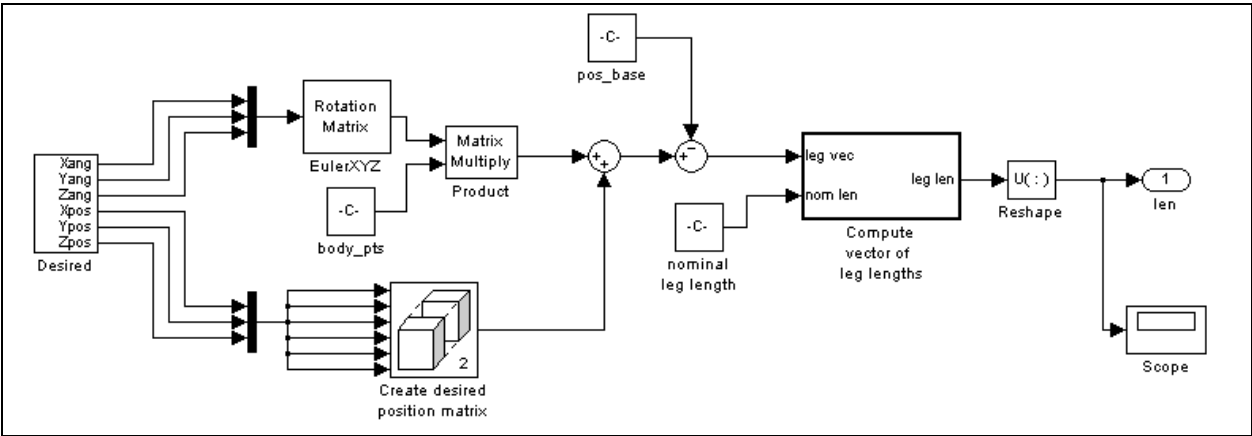 -C-
pos_base
Xang
Yang
Zang
Xpos
Ypos
Zpos
Desired
Rotation
Matrix
EulerXYZ
-C-
body_pts
Matrix
Multiply
Product
2
Create desired
position matrix
+
+
+
−
-C-
nominal
leg length
leg vec
nom len
leg len
Compute
vector of
leg lengths
U( : )
Reshape
1
len
Scope